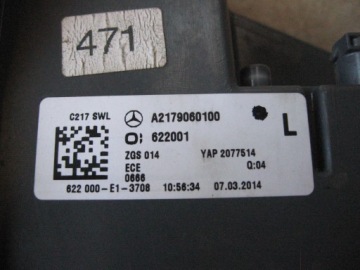 471
C217 SWL
A2179060100
622001
L
ZGS 014 YAP 2077514
ECE Q:04
0666
622 000-E1-3708 10:56:34 07.03.2014